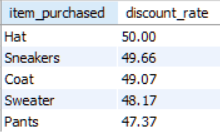 item_purchased discount_rate
Hat 50.00
Sneakers 49.66
Coat 49.07
Sweater 48.17
Pants 47.37